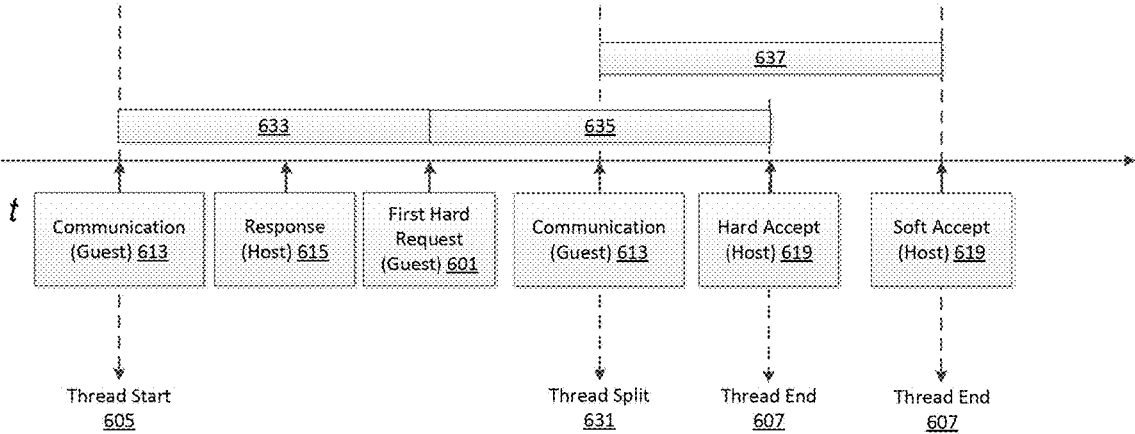 637
633
635
t
Communication
(Guest) 613
Response
(Host) 615
First Hard
Request
(Guest) 601
Communication
(Guest) 613
Hard Accept
(Host) 619
Soft Accept
(Host) 619
Thread Start
605
Thread Split
631
Thread End
607
Thread End
607